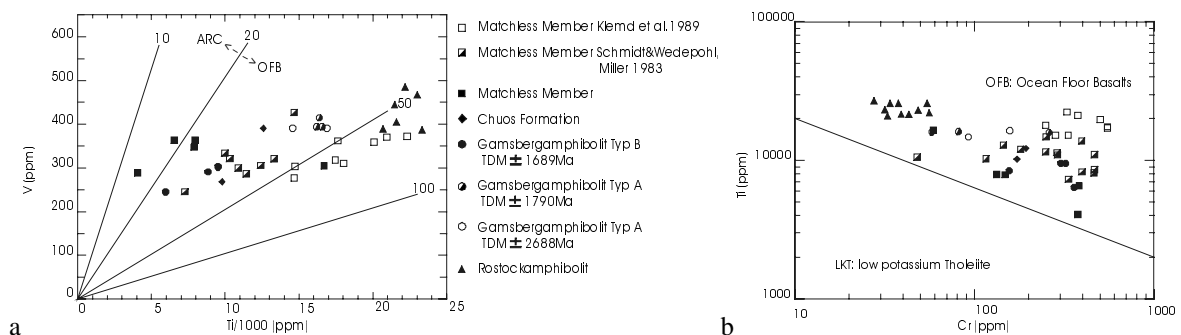 600
500
400
300
200
100
0
V (ppm)
10
ARC
20
OFB
50
100
0
5
10
15
20
25
Ti/1000 |ppm|
a
Matchless Member Klemd et al.1989
Matchless Member Schmidt&Wedepohl,
Miller 1983
Matchless Member
Chuos Formation
Gamsbergamphibolit Typ B
TDM ± 1689Ma
Gamsbergamphibolit Typ A
TDM ± 1790Ma
Gamsbergamphibolit Typ A
TDM ± 2688Ma
Rostockamphibolit
100000
10000
1000
Ti |ppm|
OFB: Ocean Floor Basalts
LKT: low potassium Tholeiite
10
100
1000
Cr |ppm|
b